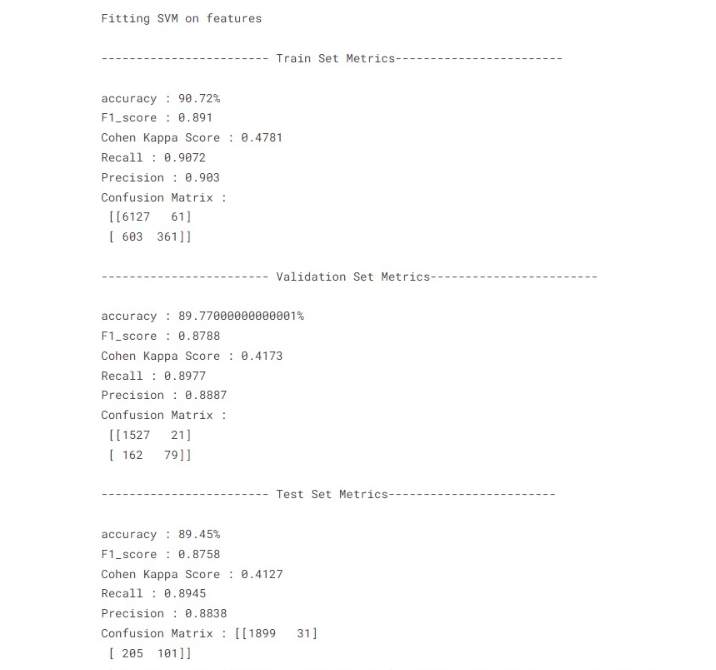 Fitting SVM on features
----------------------- Train Set Metrics-----------------------
accuracy : 90.72%
F1_score : 0.891
Cohen Kappa Score : 0.4781
Recall : 0.9072
Precision : 0.903
Confusion Matrix :
[[6127   61]
[ 603  361]]
----------------------- Validation Set Metrics-----------------------
accuracy : 89.77000000000001%
F1_score : 0.8788
Cohen Kappa Score : 0.4173
Recall : 0.8977
Precision : 0.8887
Confusion Matrix :
[[1527   21]
[ 162   79]]
----------------------- Test Set Metrics-----------------------
accuracy : 89.45%
F1_score : 0.8758
Cohen Kappa Score : 0.4127
Recall : 0.8945
Precision : 0.8838
Confusion Matrix : [[1899   31]
[ 205  101]]